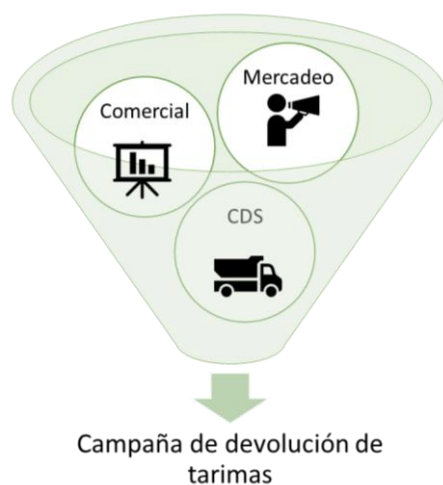 Mercadeo
Comercial
CDS
Campaña de devolución de
tarimas